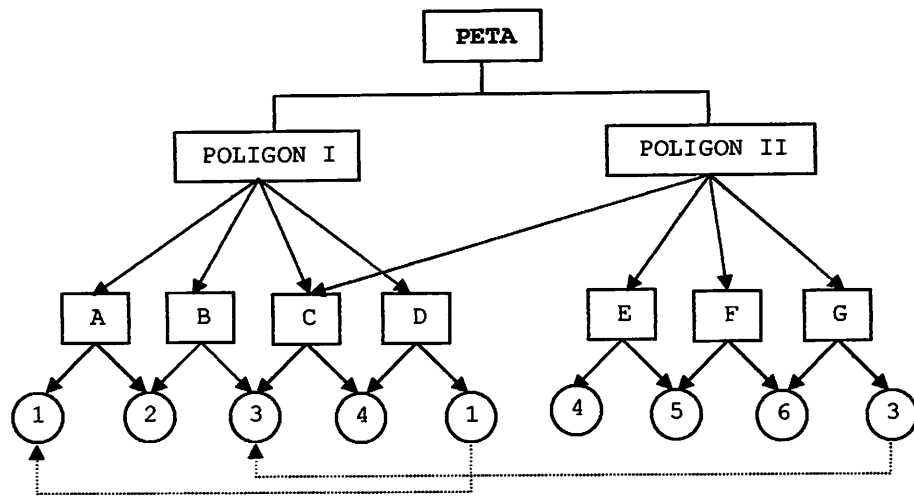 PETA
POLIGON I
POLIGON II
A B C D E F G
1 2 3 4 1 4 5 6 3